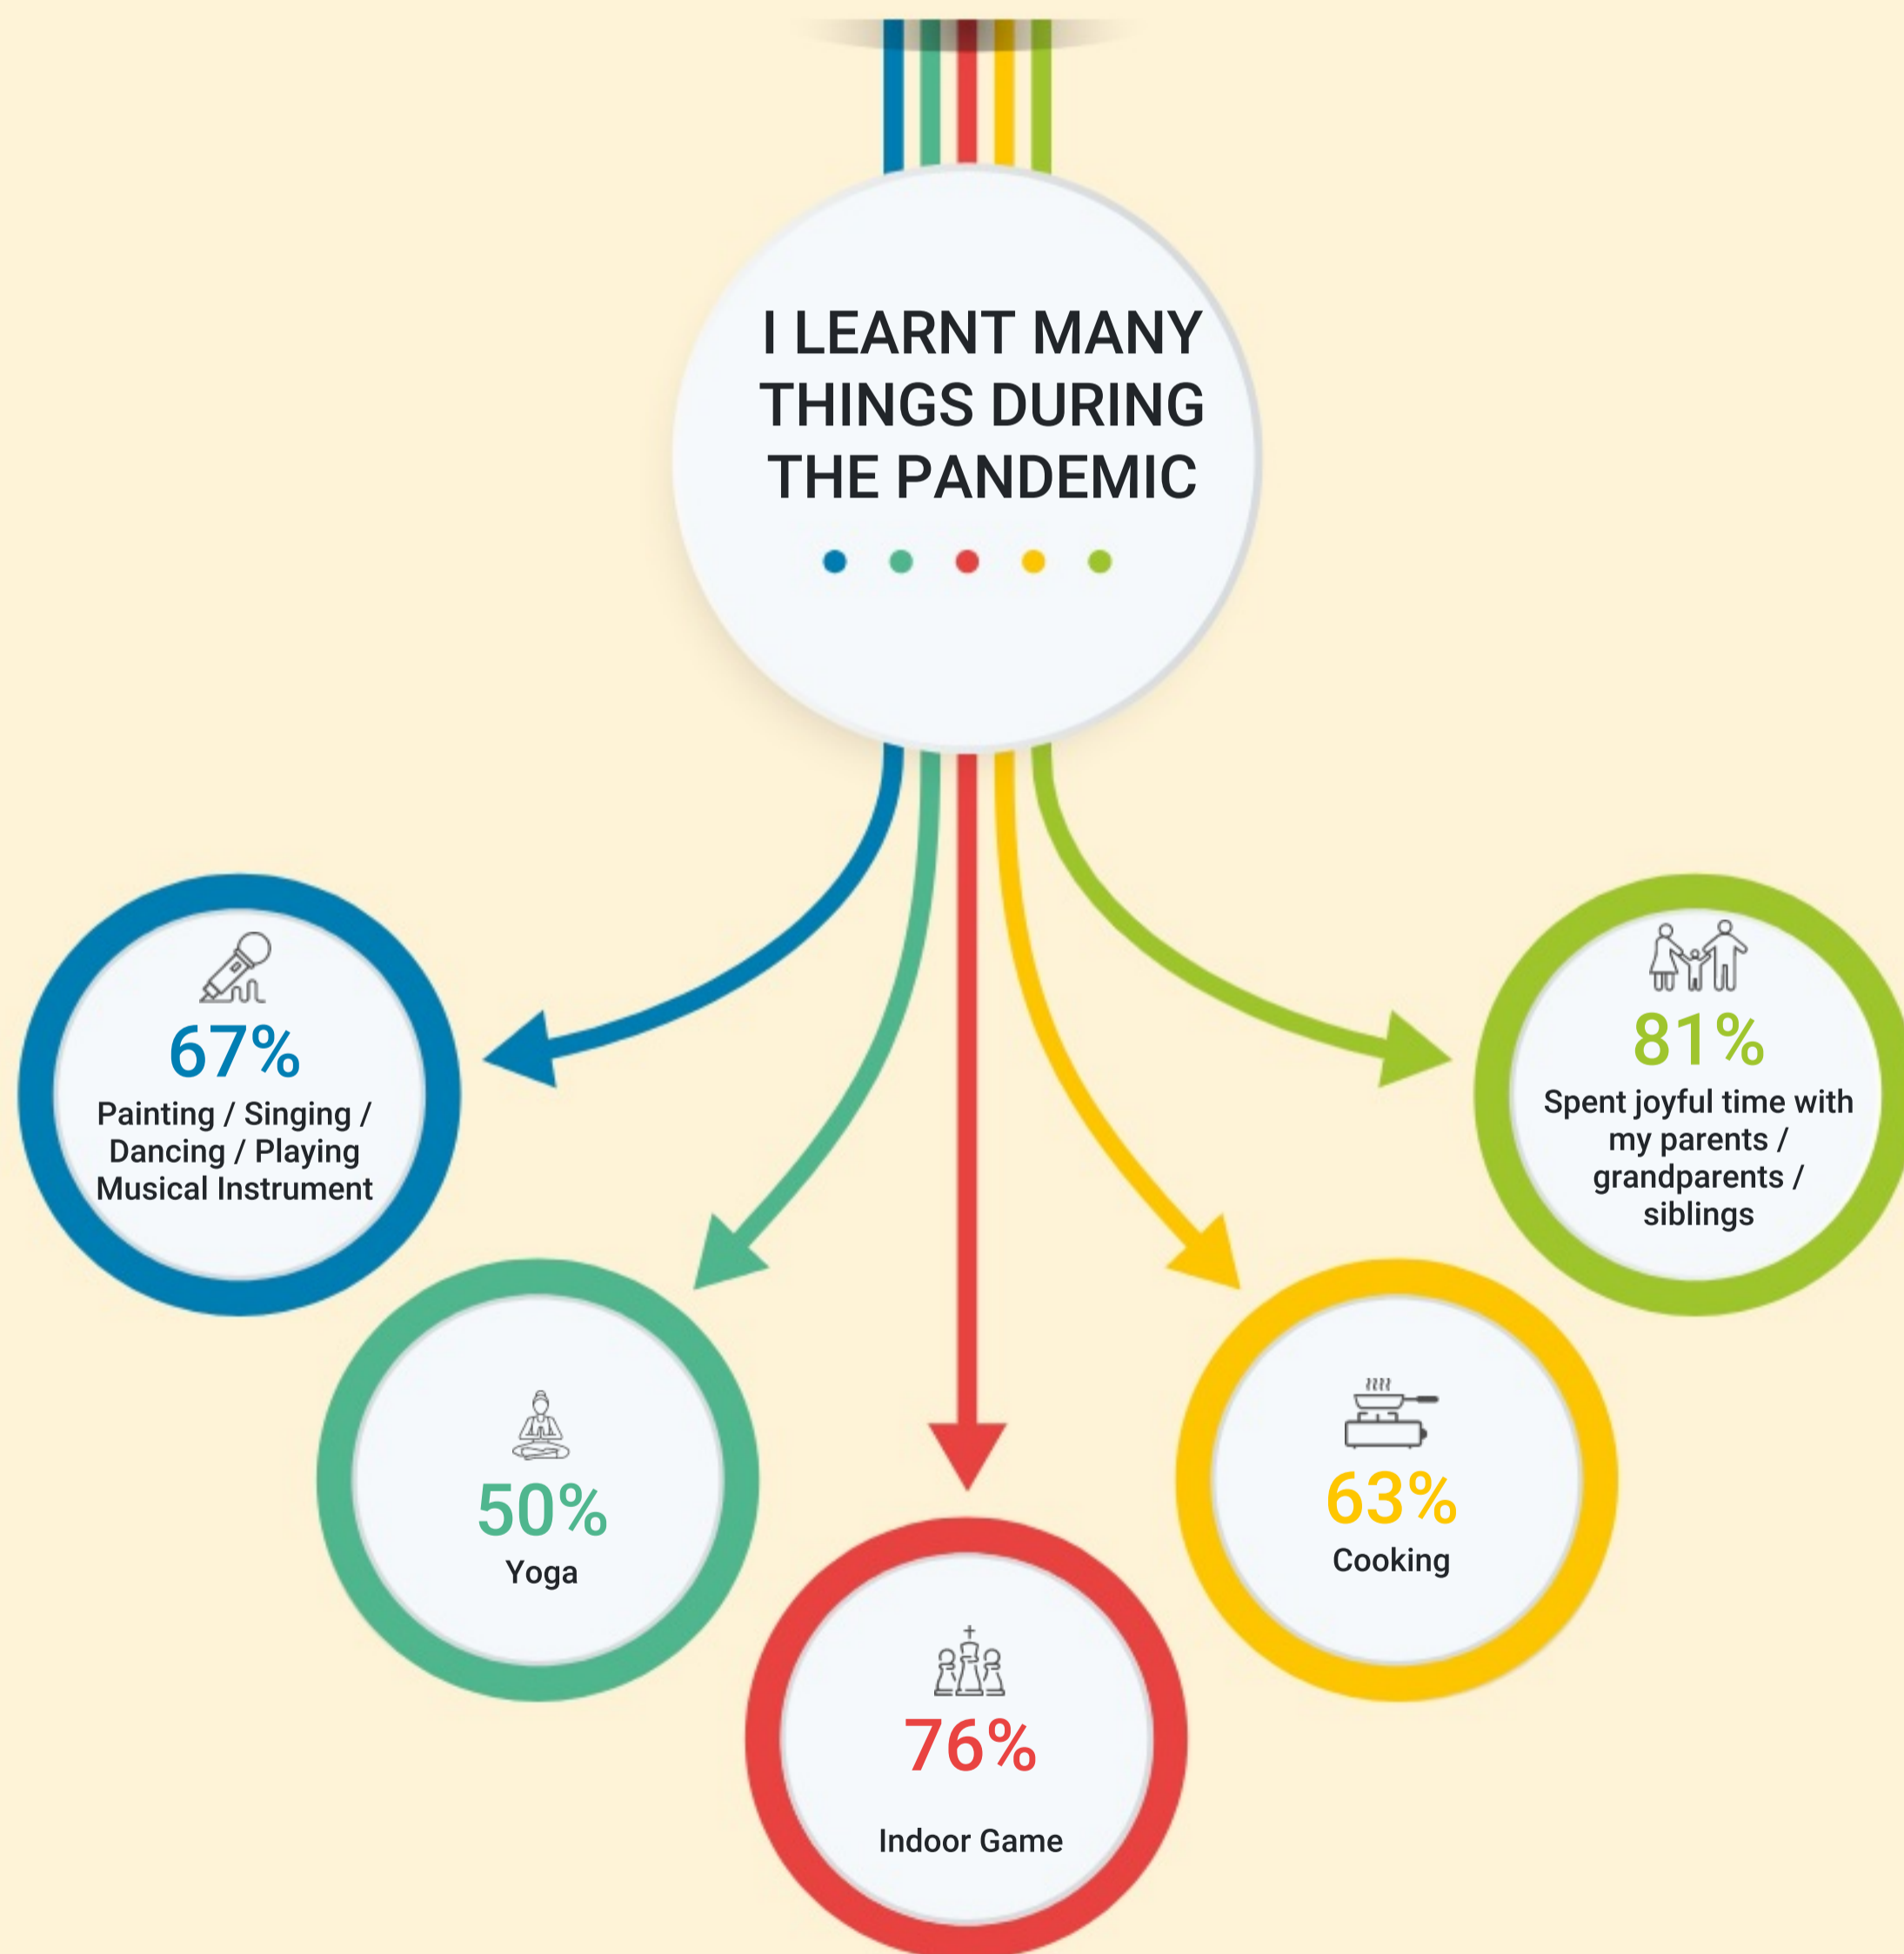 I LEARNT MANY
THINGS DURING
THE PANDEMIC
67%
Painting / Singing /
Dancing / Playing
Musical Instrument
50%
Yoga
76%
Indoor Game
63%
Cooking
81%
Spent joyful time with
my parents /
grandparents /
siblings